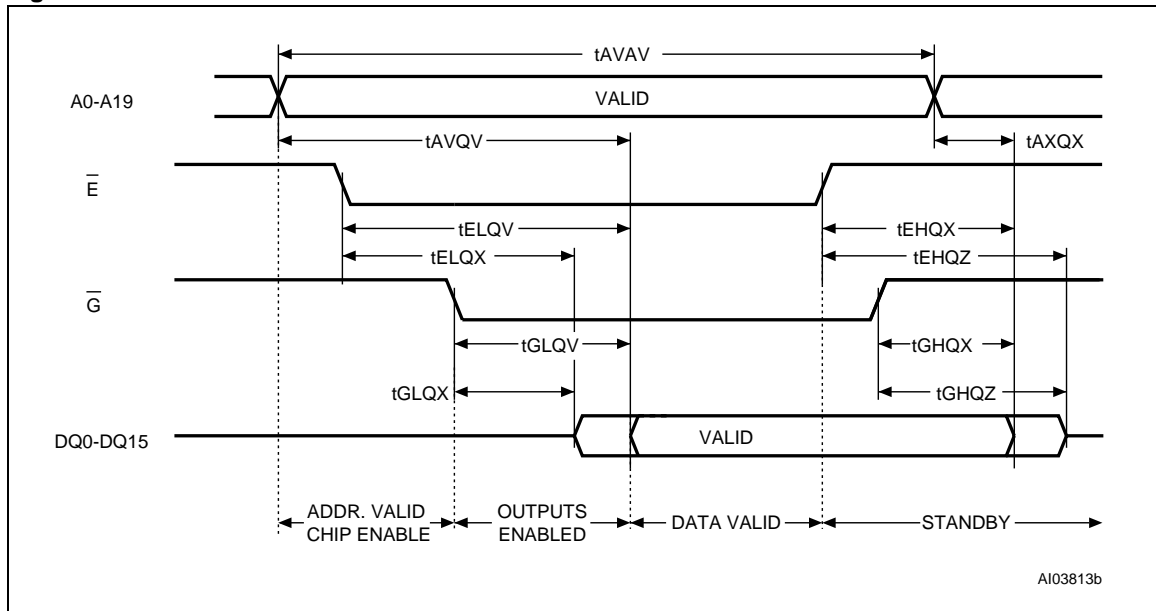 tAVAV
A0-A19
VALID
tAVQV
tAXQX
E
tELQV
tEHQX
tELQX
tEHQZ
G
tGLQV
tGHQX
tGLQX
tGHQZ
DQ0-DQ15
VALID
ADDR. VALID
CHIP ENABLE
OUTPUTS
ENABLED
DATA VALID
STANDBY
AI03813b